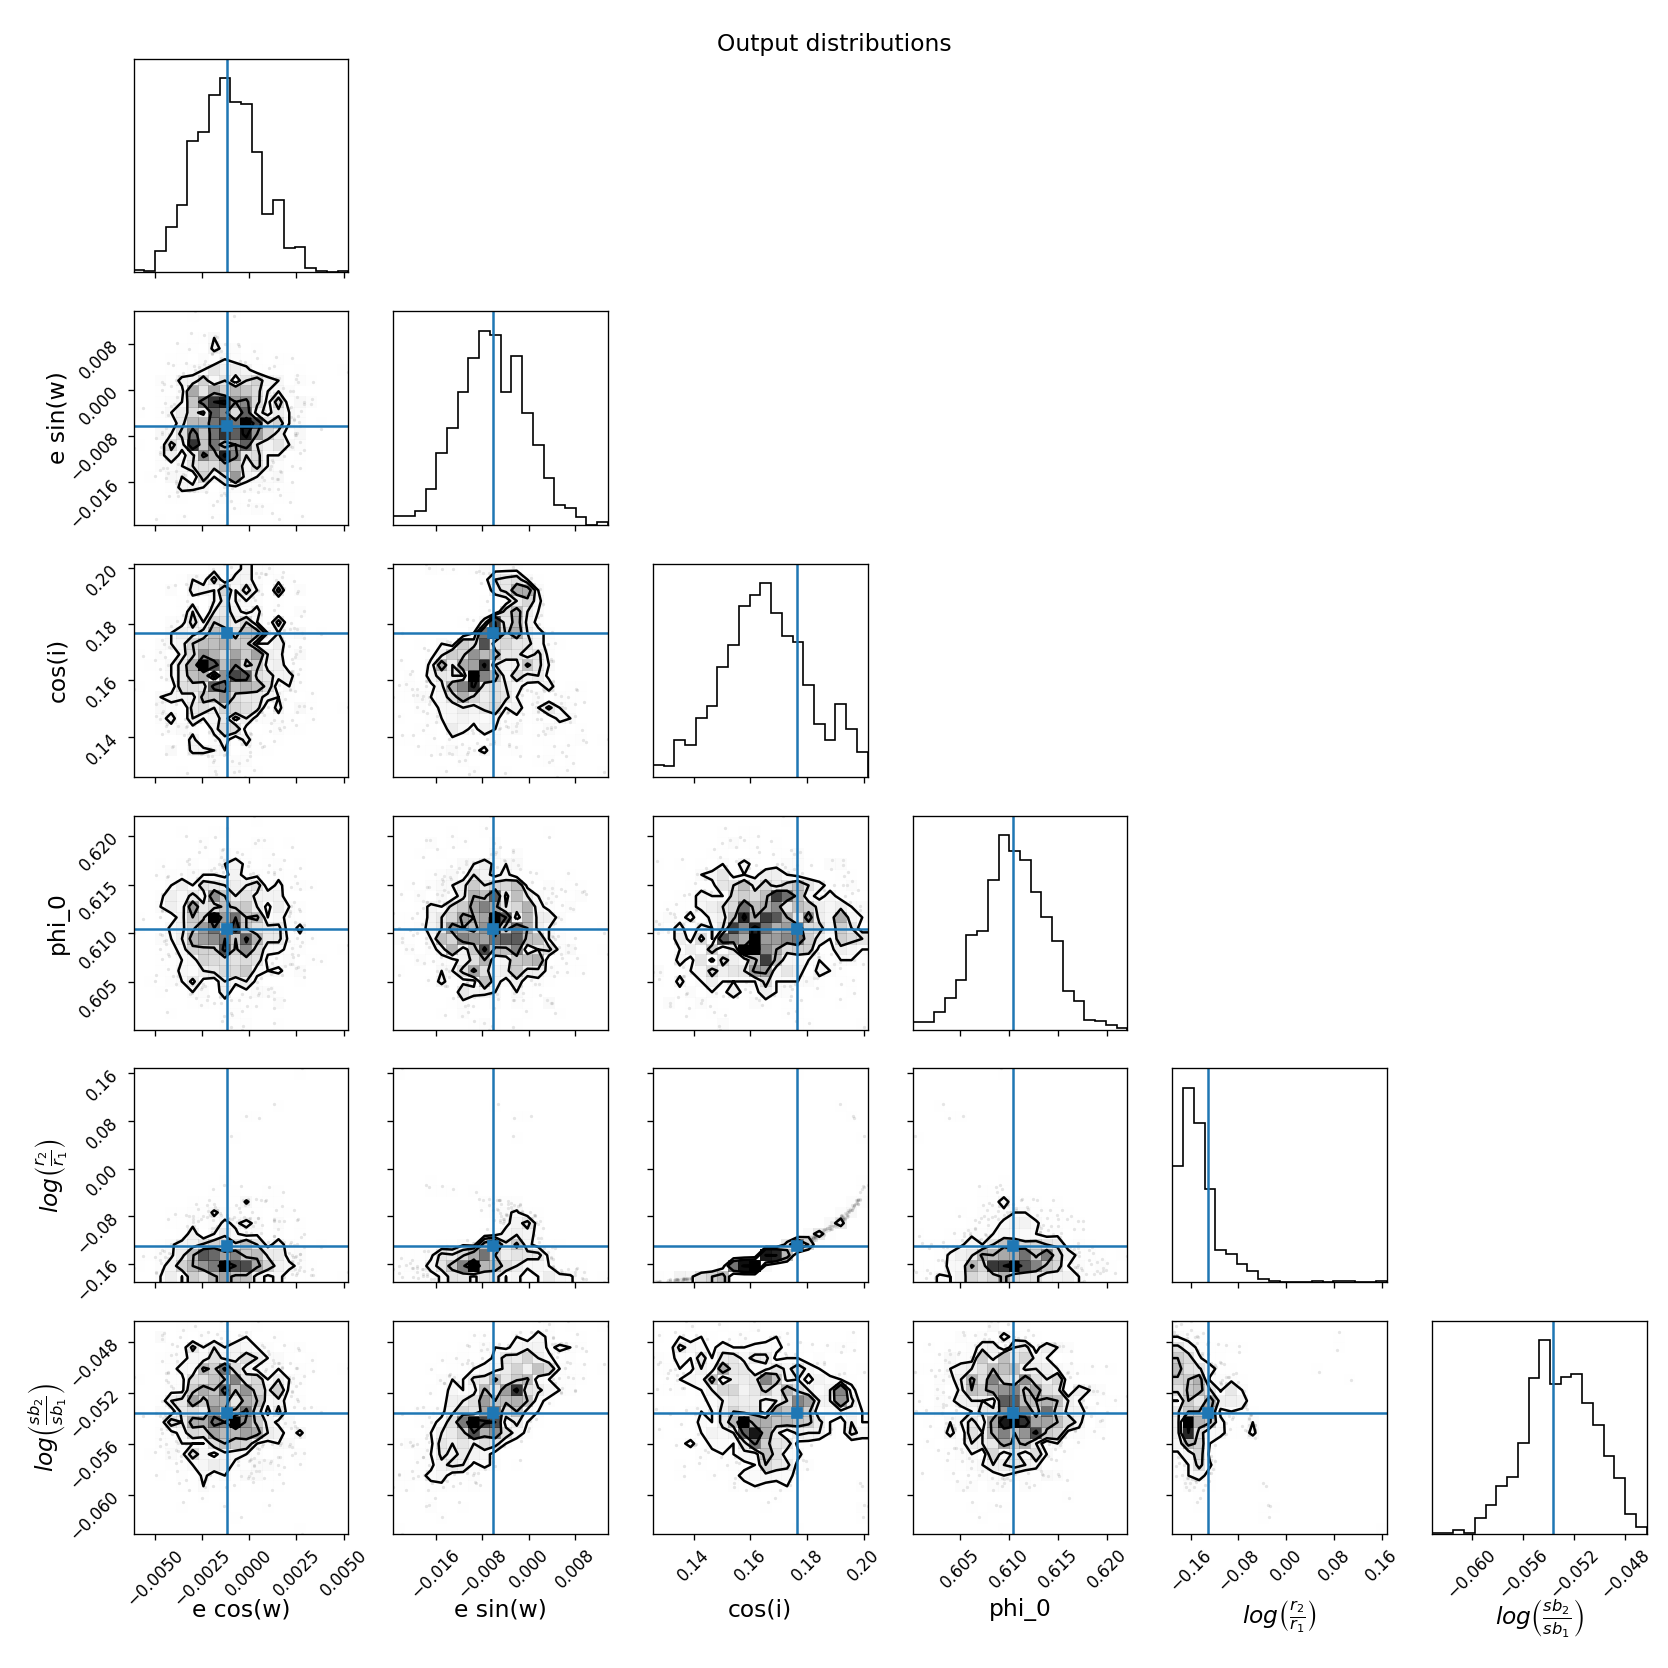 Output distributions
e sin(w)
0.008
0.000
−0.008
−0.016
cos(i)
0.20
0.18
0.16
0.14
phi_0
0.620
0.615
0.610
0.605
log(r₂/r₁)
0.16
0.08
0.00
−0.08
−0.16
log(sb₂/sb₁)
−0.048
−0.052
−0.056
−0.060
−0.0050 −0.0025 0.0000 0.0025 0.0050
e cos(w)
−0.016 −0.008 0.000 0.008
e sin(w)
0.14 0.16 0.18 0.20
cos(i)
0.605 0.610 0.615 0.620
phi_0
−0.16 −0.08 0.00 0.08 0.16
log(r₂/r₁)
−0.060 −0.056 −0.052 −0.048
log(sb₂/sb₁)